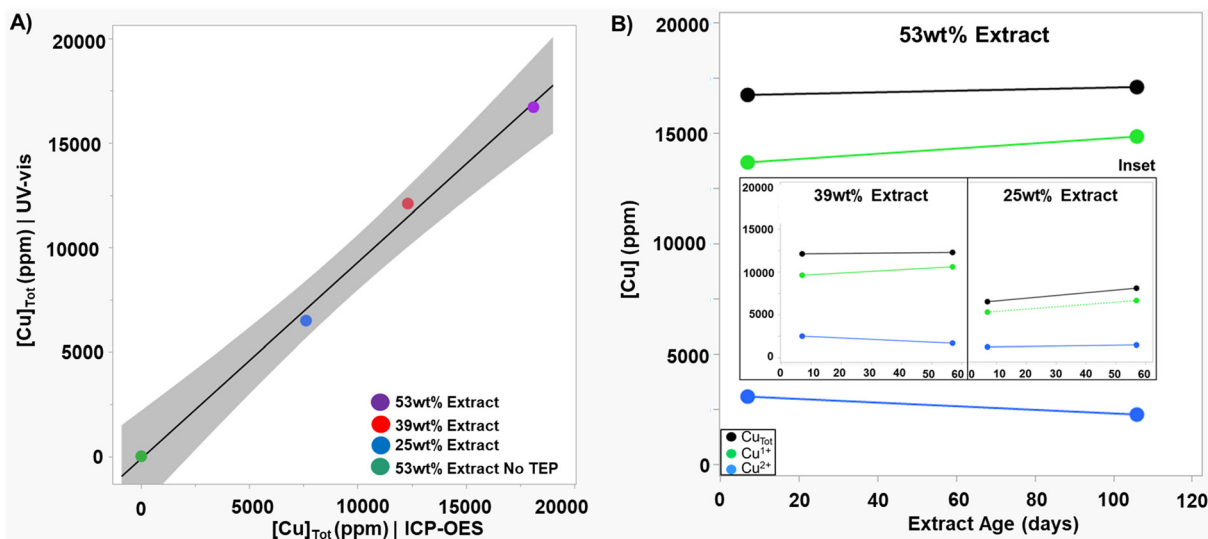 A)
20000
15000
10000
5000
0
[Cu]Tot (ppm) | UV-vis
0
5000
10000
15000
20000
[Cu]Tot (ppm) | ICP-OES
53wt% Extract
39wt% Extract
25wt% Extract
53wt% Extract No TEP
B)
53wt% Extract
20000
15000
10000
5000
0
[Cu] (ppm)
Inset
39wt% Extract
20000
15000
10000
5000
0
0 10 20 30 40 50 60
25wt% Extract
0 10 20 30 40 50 60
CuTot
Cu1+
Cu2+
0 20 40 60 80 100 120
Extract Age (days)